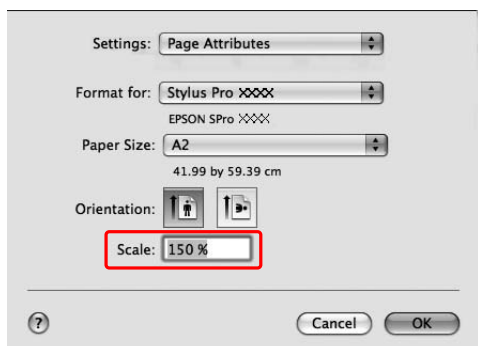 Settings: Page Attributes
Format for: Stylus Pro XXXX
EPSON SPro XXXX
Paper Size: A2
41.99 by 59.39 cm
Orientation:
Scale: 150 %
? Cancel OK